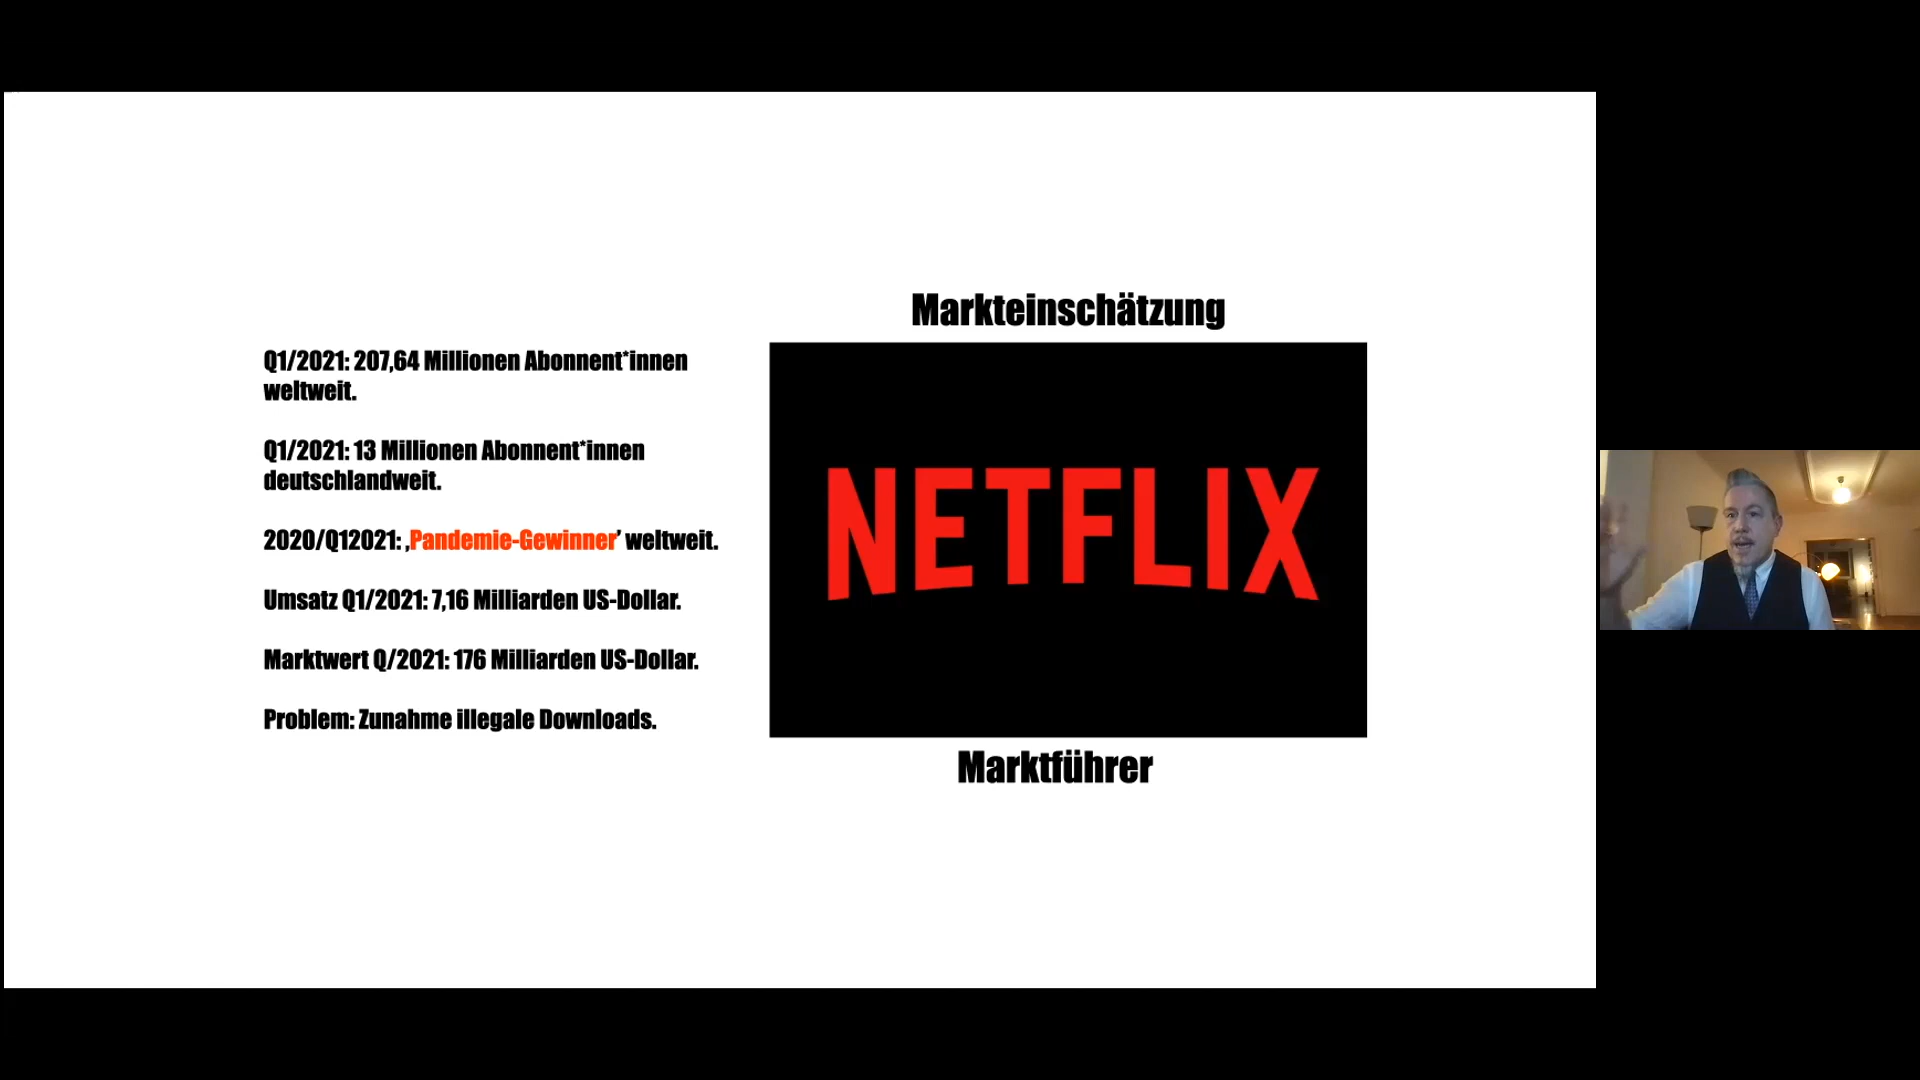 Markteinschätzung
Q1/2021: 207,64 Millionen Abonnent*innen
weltweit.
Q1/2021: 13 Millionen Abonnent*innen
deutschlandweit.
2020/Q12021: ‚Pandemie-Gewinner’ weltweit.
Umsatz Q1/2021: 7,16 Milliarden US-Dollar.
Marktwert Q/2021: 176 Milliarden US-Dollar.
Problem: Zunahme illegale Downloads.
NETFLIX
Marktführer